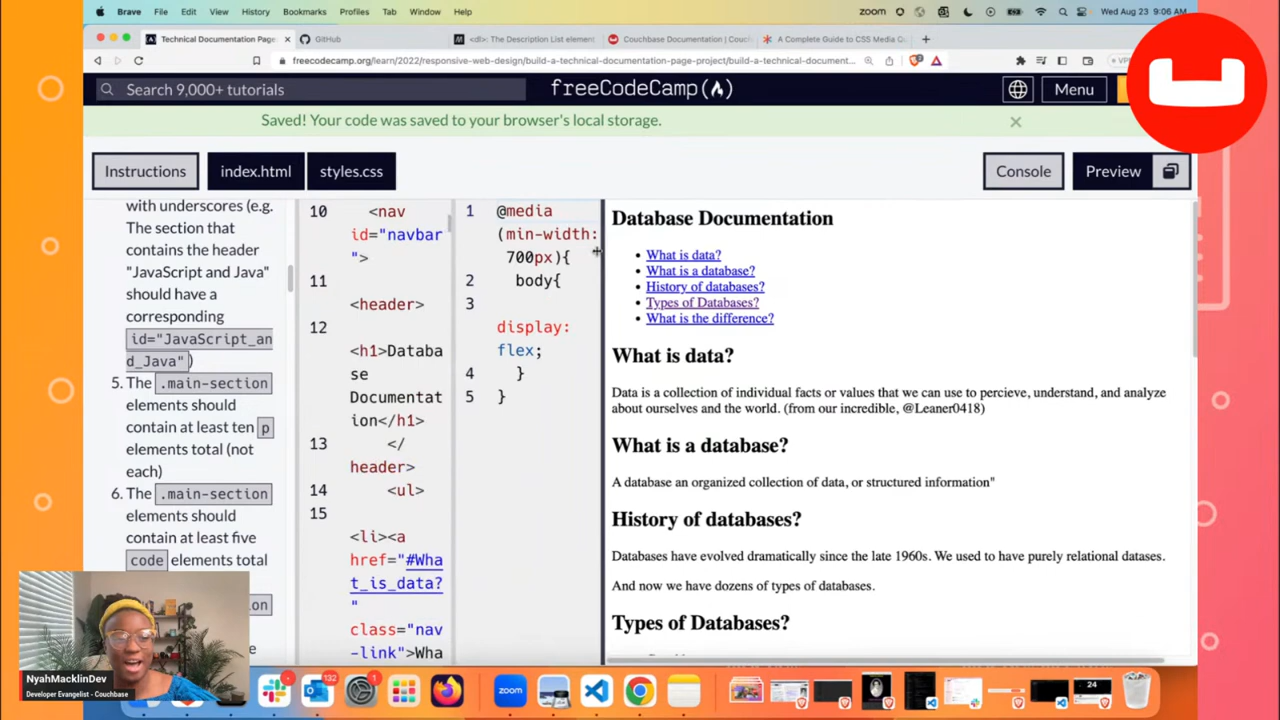 Brave File Edit View History Bookmarks Profiles Tab Window Help
zoom
Wed Aug 23 9:06 AM
Technical Documentation Page
GitHub
<dl>: The Description List element
Couchbase Documentation | Couch
A Complete Guide to CSS Media Qu
freecodecamp.org/learn/2022/responsive-web-design/build-a-technical-documentation-page-project/build-a-technical-document...
Search 9,000+ tutorials
freeCodeCamp
Menu
Saved! Your code was saved to your browser's local storage.
Instructions
index.html
styles.css
Console
Preview
with underscores (e.g.
The section that
contains the header
"JavaScript and Java"
should have a
corresponding
id="JavaScript_an
d_Java")
5. The .main-section
elements should
contain at least ten p
elements total (not
each)
6. The .main-section
elements should
contain at least five
code elements total
10 <nav
id="navbar
">
11
<header>
12
<h1>Databa
se
Documentat
ion</h1>
13 </
header>
14 <ul>
15
<li><a
href="#Wha
t_is_data?
"
class="nav
-link">Wha
1 @media
(min-width:
700px){
2 body{
3
display:
flex;
4 }
5 }
Database Documentation
What is data?
What is a database?
History of databases?
Types of Databases?
What is the difference?
What is data?
Data is a collection of individual facts or values that we can use to percieve, understand, and analyze
about ourselves and the world. (from our incredible, @Leaner0418)
What is a database?
A database an organized collection of data, or structured information"
History of databases?
Databases have evolved dramatically since the late 1960s. We used to have purely relational datases.
And now we have dozens of types of databases.
Types of Databases?
NyahMacklinDev
Developer Evangelist - Couchbase
132
1
zoom
24